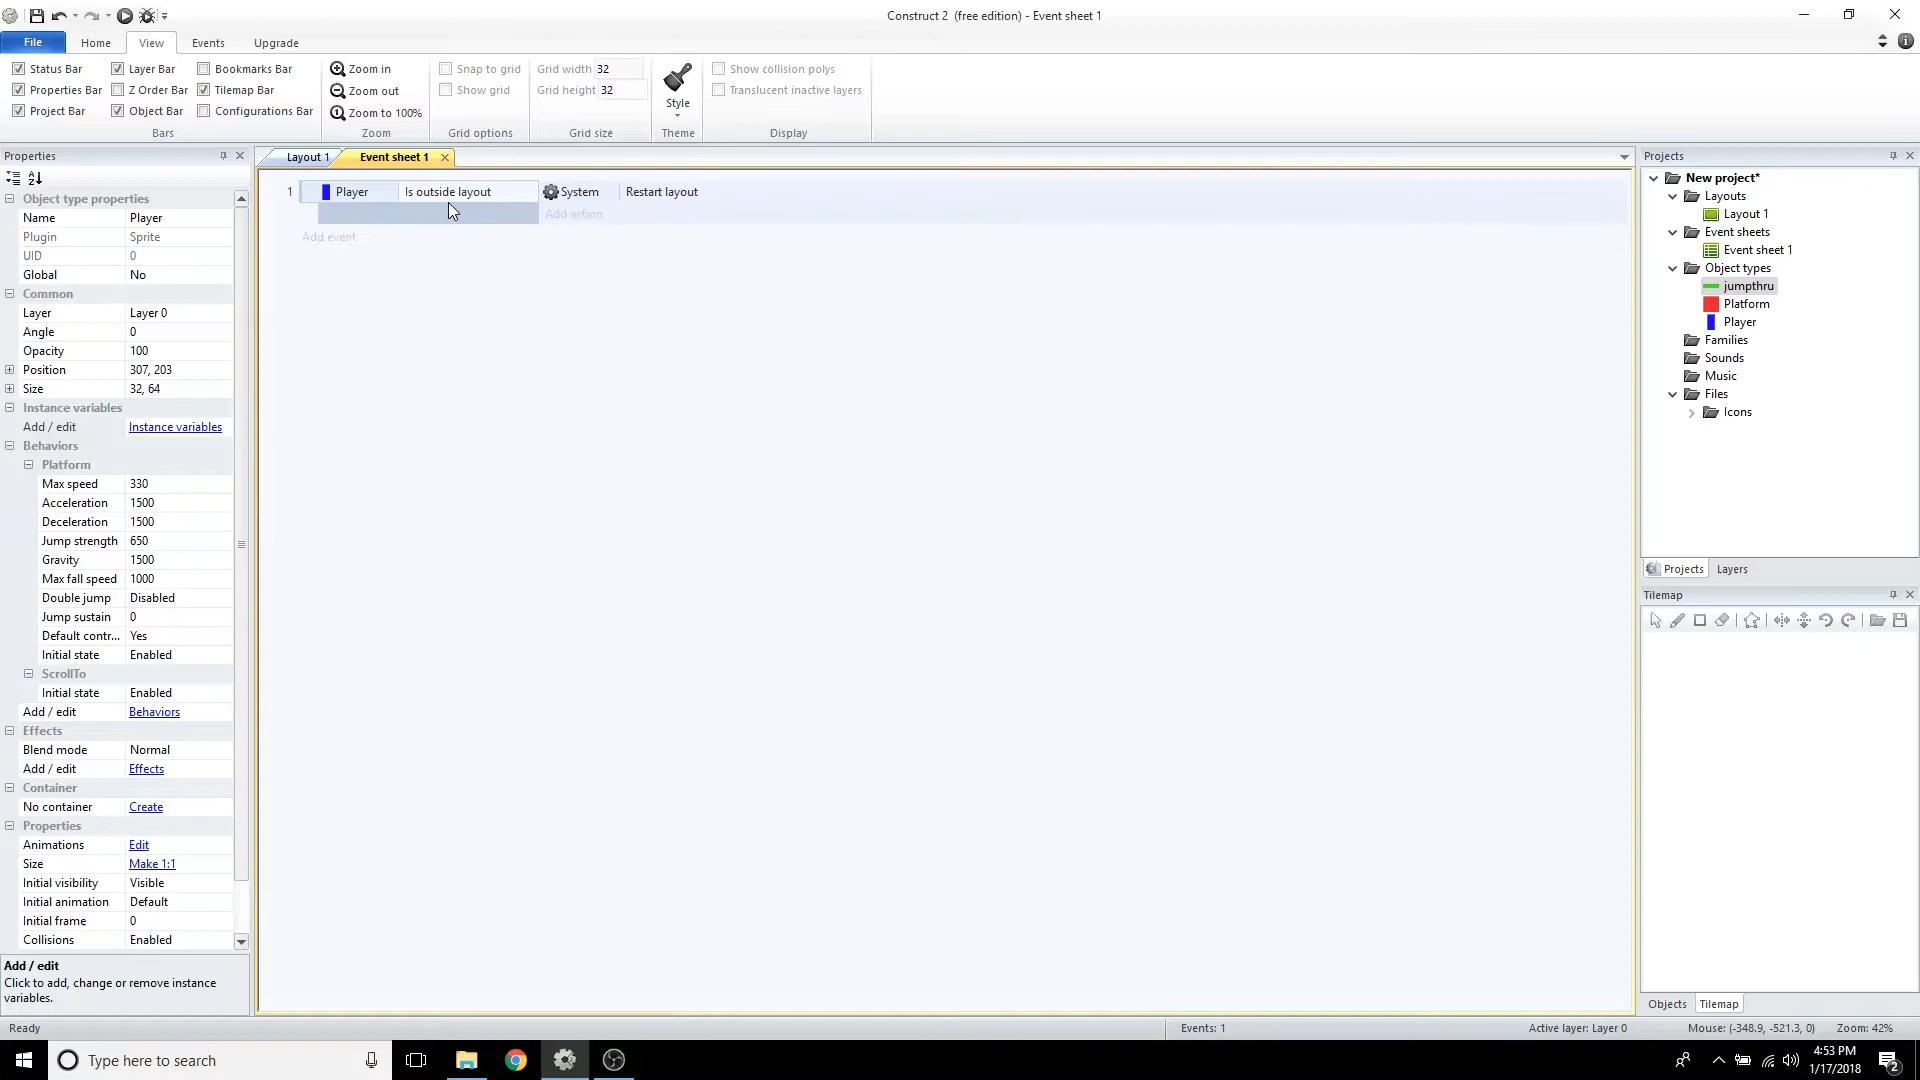 Construct 2 (free edition) - Event sheet 1
File Home View Events Upgrade
Status Bar Layer Bar Bookmarks Bar Zoom in Snap to grid Grid width 32 Show collision polys
Properties Bar Z Order Bar Tilemap Bar Zoom out Show grid Grid height 32 Style Translucent inactive layers
Project Bar Object Bar Configurations Bar Zoom to 100%
Bars Zoom Grid options Grid size Theme Display
Properties
Layout 1 Event sheet 1
Object type properties
Name Player
Plugin Sprite
UID 0
Global No
Common
Layer Layer 0
Angle 0
Opacity 100
Position 307, 203
Size 32, 64
Instance variables
Add / edit Instance variables
Behaviors
Platform
Max speed 330
Acceleration 1500
Deceleration 1500
Jump strength 650
Gravity 1500
Max fall speed 1000
Double jump Disabled
Jump sustain 0
Default contr... Yes
Initial state Enabled
ScrollTo
Initial state Enabled
Add / edit Behaviors
Effects
Blend mode Normal
Add / edit Effects
Container
No container Create
Properties
Animations Edit
Size Make 1:1
Initial visibility Visible
Initial animation Default
Initial frame 0
Collisions Enabled
Add / edit
Click to add, change or remove instance
variables.
1 Player Is outside layout System Restart layout
Add action
Add event
Projects
New project*
Layouts
Layout 1
Event sheets
Event sheet 1
Object types
jumpthru
Platform
Player
Families
Sounds
Music
Files
Icons
Projects Layers
Tilemap
Objects Tilemap
Ready Events: 1 Active layer: Layer 0 Mouse: (-348.9, -521.3, 0) Zoom: 42%
Type here to search
4:53 PM
1/17/2018
2